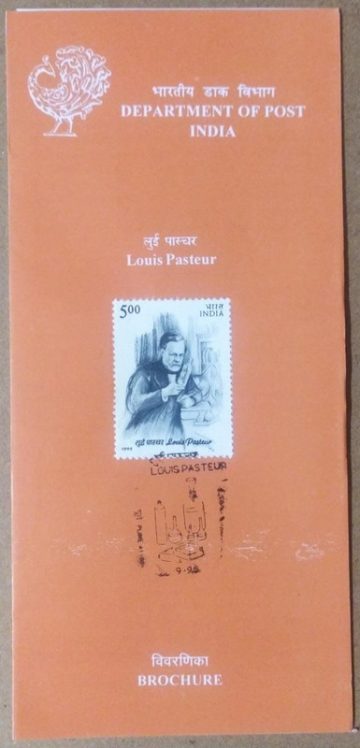 भारतीय डाक विभाग
DEPARTMENT OF POST
INDIA
लुई पास्चर
Louis Pasteur
5.00 भारत
INDIA
लुई पास्चर Louis Pasteur
LOUIS PASTEUR
विवरणिका
BROCHURE